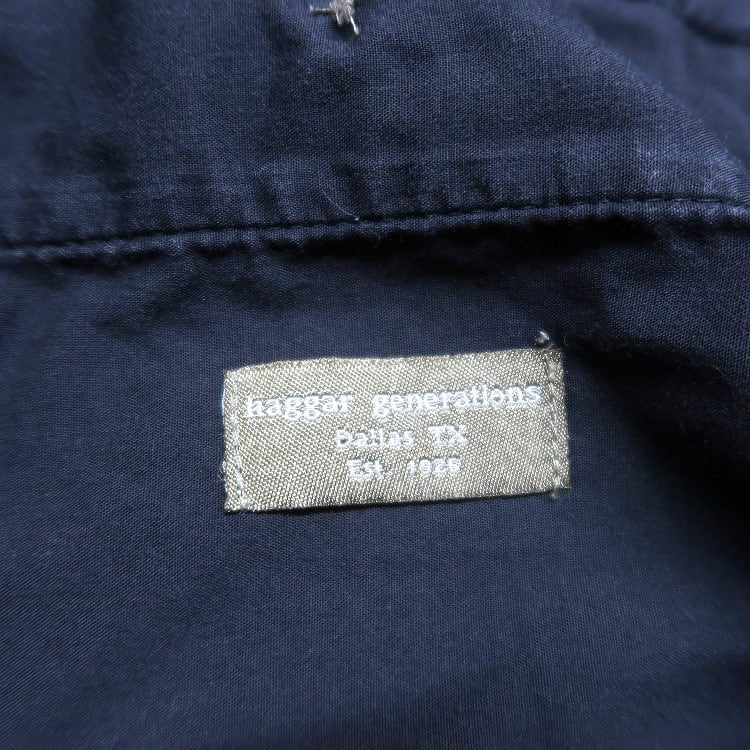 haggar generations
Dallas TX
Est. 1926